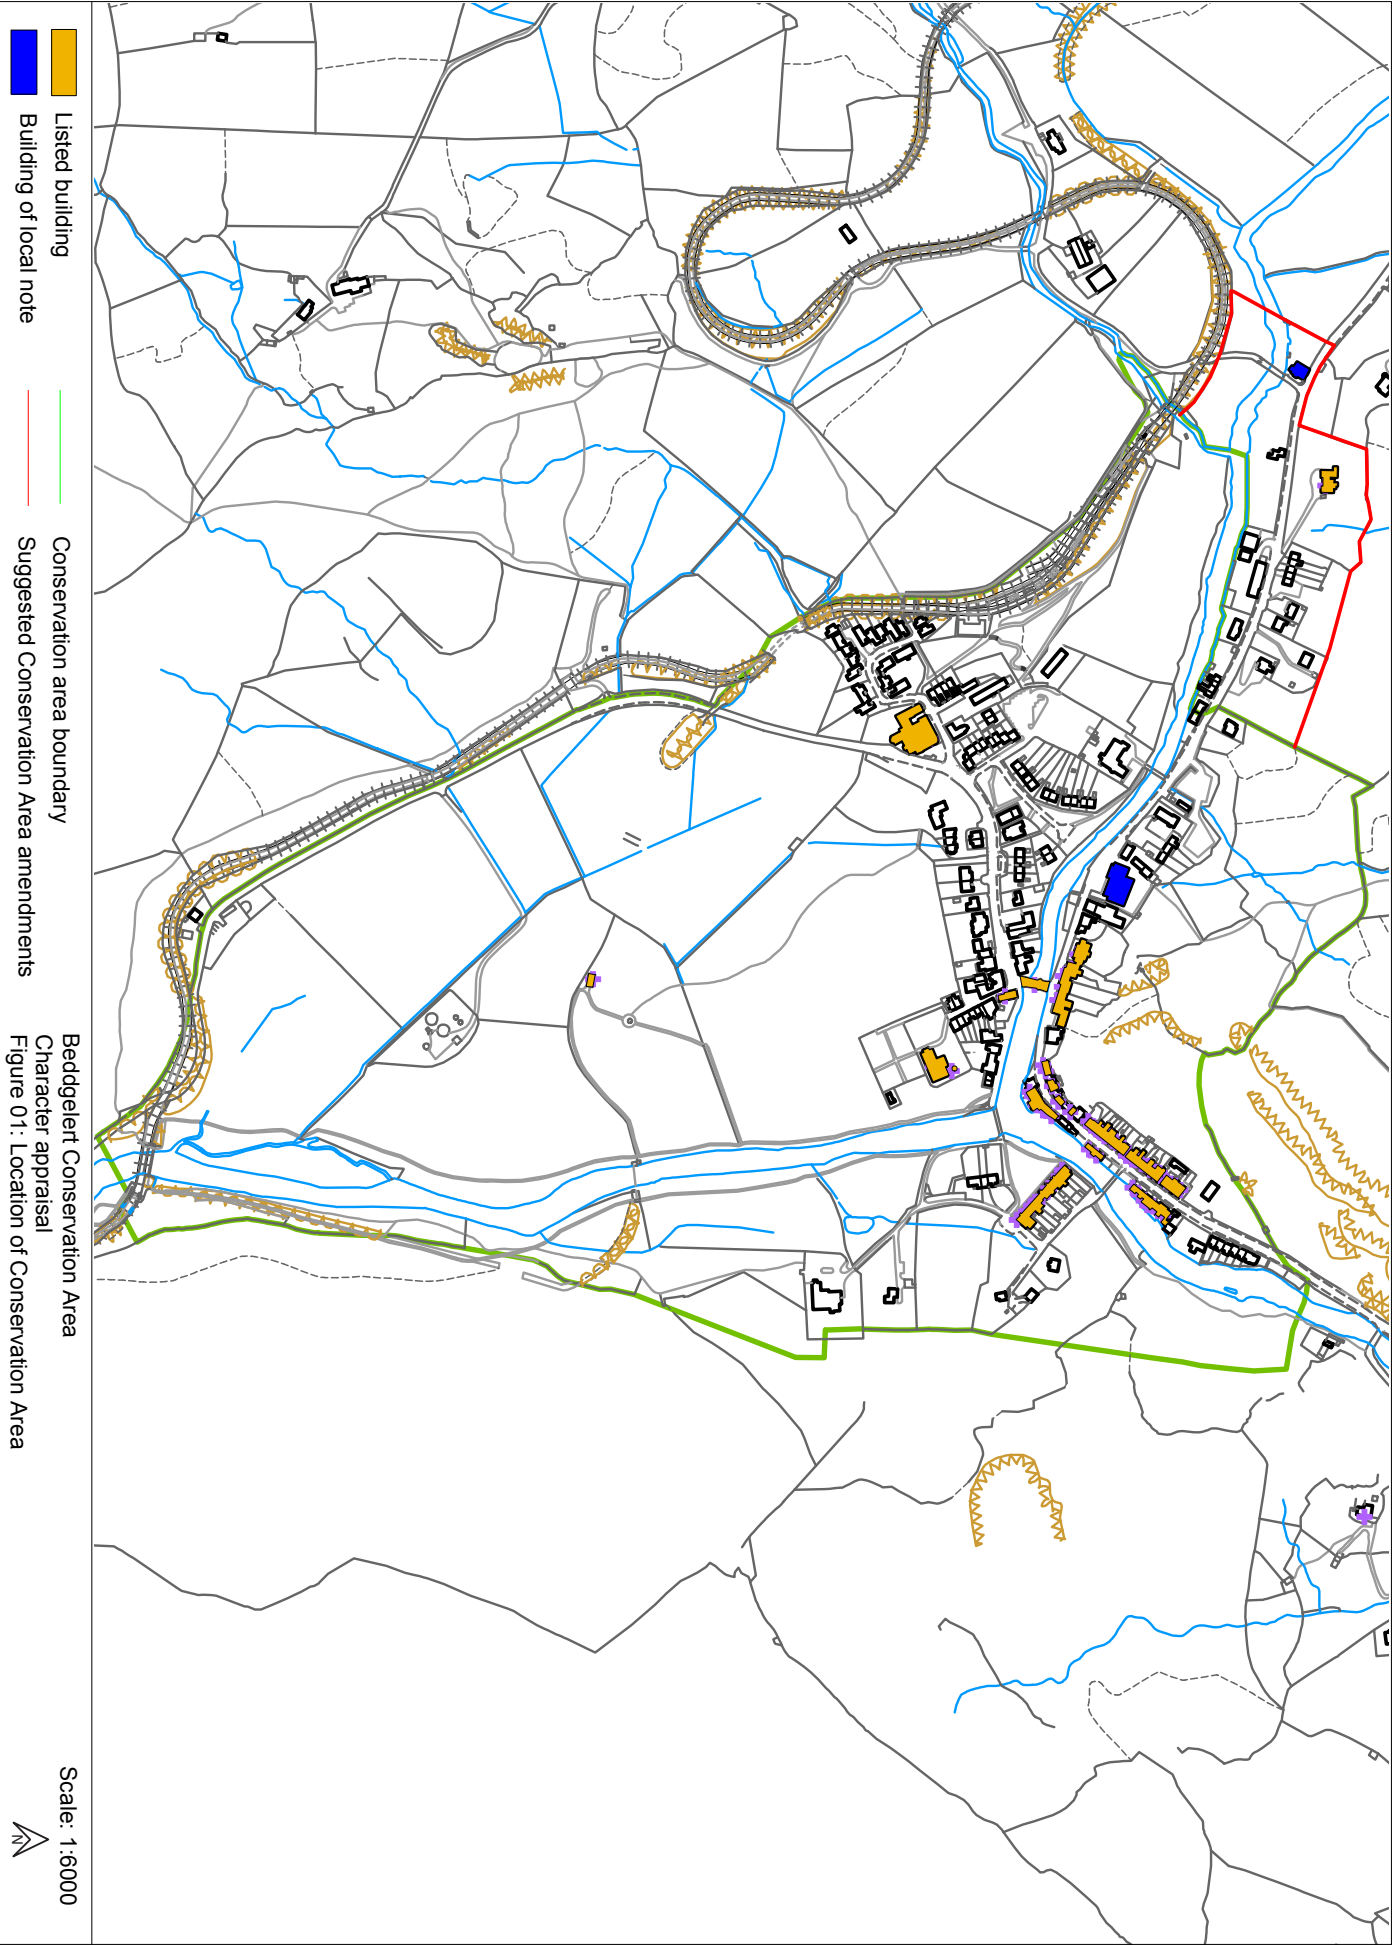 Listed building
Building of local note
Conservation area boundary
Suggested Conservation Area amendments
Beddgelert Conservation Area
Character appraisal
Figure 01: Location of Conservation Area
Scale: 1:6000
N